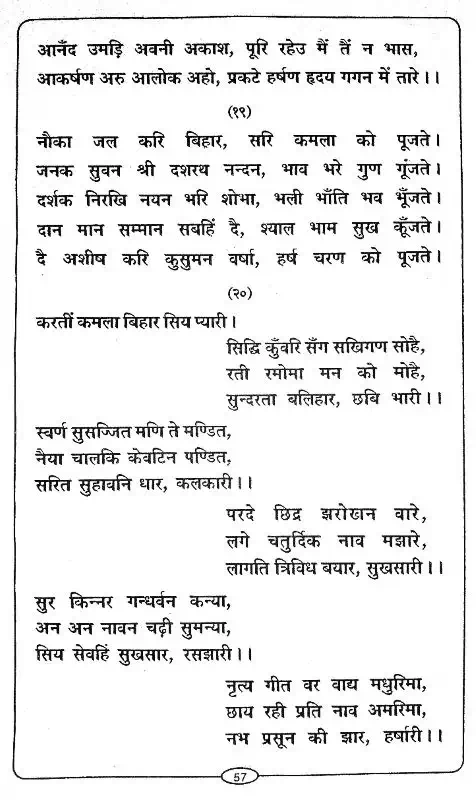 आनँद उमड़ि अवनी अकाश, पूरि रहेउ मैं तैं न भास,
आकर्षण अरु आलोक अहो, प्रकटे हर्षण हृदय गगन में तारे।।
(१९)
नौका जल करि बिहार, सरि कमला को पूजते।
जनक सुवन श्री दशरथ नन्दन, भाव भरे गुण गूंजते।
दर्शक निरखि नयन भरि शोभा, भली भाँति भव भूँजते।
दान मान सम्मान सबहिं दै, श्याल भाम सुख कूँजते।
दै अशीष करि कुसुमन वर्षा, हर्ष चरण को पूजते।
(२०)
करतीं कमला बिहार सिय प्यारी।
सिद्धि कुँवरि सँग सखिगण सोहै,
रती रमोमा मन को मोहै,
सुन्दरता बलिहार, छबि भारी।।
स्वर्ण सुसज्जित मणि ते मण्डित,
नैया चालकि केवटिन पण्डित,
सरित सुहावनि धार, कलकारी।।
परदे छिद्र झरोखन वारे,
लगे चतुर्दिक नाव मझारे,
लागति त्रिविध बयार, सुखसारी।।
सुर किन्नर गन्धर्वन कन्या,
अन अन नावन चढ़ी सुमन्या,
सिय सेवहिं सुखसार, रसझारी।।
नृत्य गीत वर वाद्य मधुरिमा,
छाय रही प्रति नाव अमरिमा,
नभ प्रसून की झार, हर्षारी।।
57